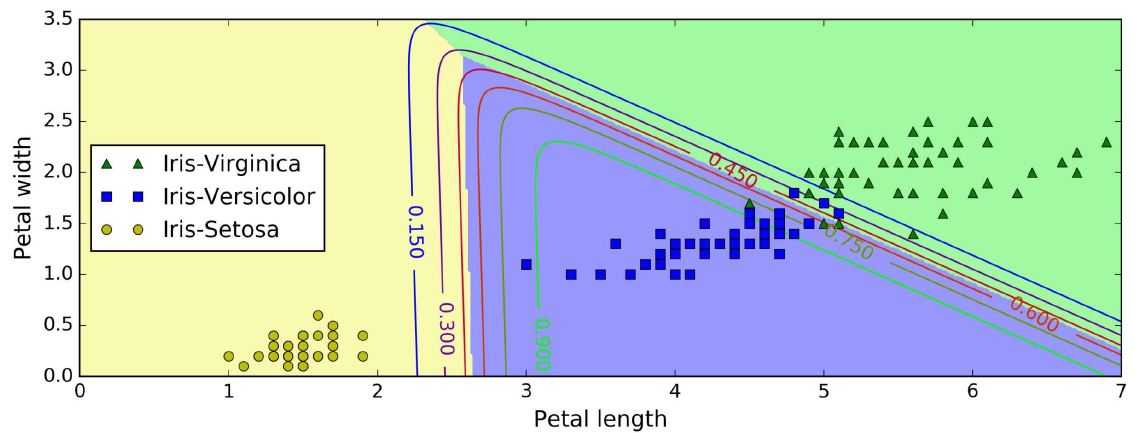 3.5
3.0
2.5
2.0
1.5
1.0
0.5
0.0
Petal width
Iris-Virginica
Iris-Versicolor
Iris-Setosa
0.150
0.300
0.450
0.600
0.750
0.900
0 1 2 3 4 5 6 7
Petal length